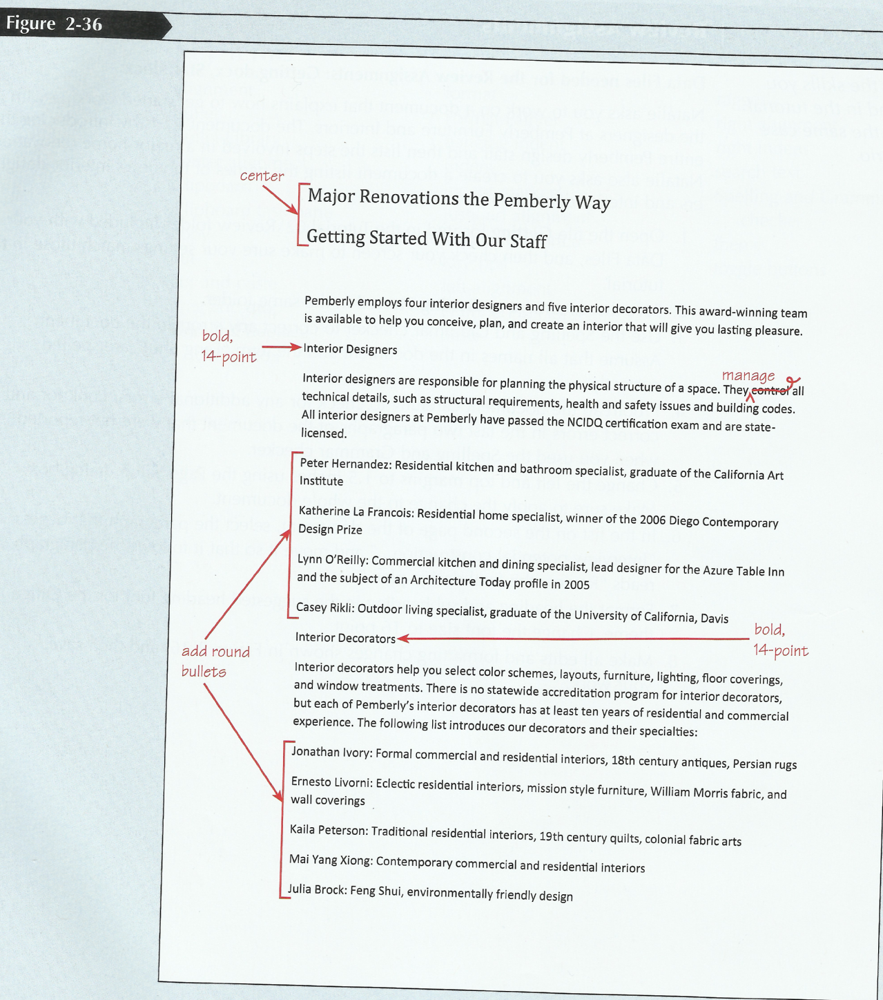 Figure 2-36
center
Major Renovations the Pemberly Way
Getting Started With Our Staff
Pemberly employs four interior designers and five interior decorators. This award-winning team
is available to help you conceive, plan, and create an interior that will give you lasting pleasure.
bold,
14-point
Interior Designers
manage
Interior designers are responsible for planning the physical structure of a space. They control all
technical details, such as structural requirements, health and safety issues and building codes.
All interior designers at Pemberly have passed the NCIDQ certification exam and are state-
licensed.
Peter Hernandez: Residential kitchen and bathroom specialist, graduate of the California Art
Institute
Katherine La Francois: Residential home specialist, winner of the 2006 Diego Contemporary
Design Prize
Lynn O'Reilly: Commercial kitchen and dining specialist, lead designer for the Azure Table Inn
and the subject of an Architecture Today profile in 2005
Casey Rikli: Outdoor living specialist, graduate of the University of California, Davis
Interior Decorators
bold,
14-point
add round
bullets
Interior decorators help you select color schemes, layouts, furniture, lighting, floor coverings,
and window treatments. There is no statewide accreditation program for interior decorators,
but each of Pemberly's interior decorators has at least ten years of residential and commercial
experience. The following list introduces our decorators and their specialties:
Jonathan Ivory: Formal commercial and residential interiors, 18th century antiques, Persian rugs
Ernesto Livorni: Eclectic residential interiors, mission style furniture, William Morris fabric, and
wall coverings
Kaila Peterson: Traditional residential interiors, 19th century quilts, colonial fabric arts
Mai Yang Xiong: Contemporary commercial and residential interiors
Julia Brock: Feng Shui, environmentally friendly design